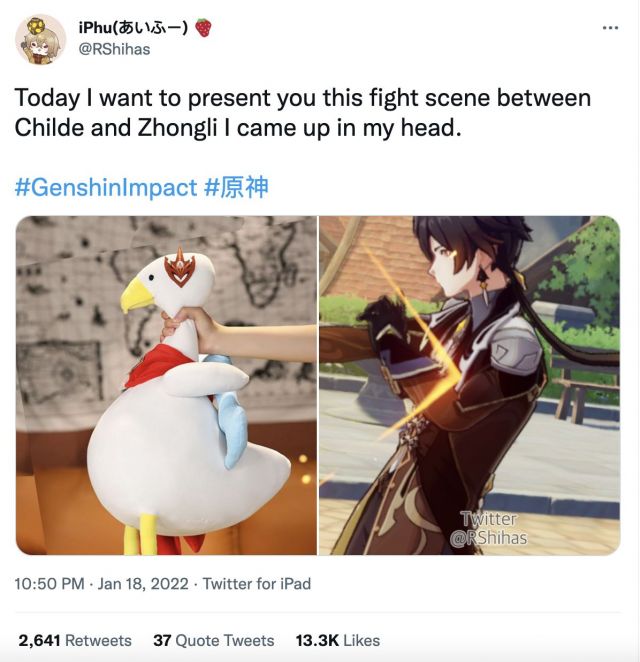 iPhu(あいふー) 🍓
@RShihas
Today I want to present you this fight scene between
Childe and Zhongli I came up in my head.
#GenshinImpact #原神
Twitter
@RShihas
10:50 PM · Jan 18, 2022 · Twitter for iPad
2,641 Retweets 37 Quote Tweets 13.3K Likes